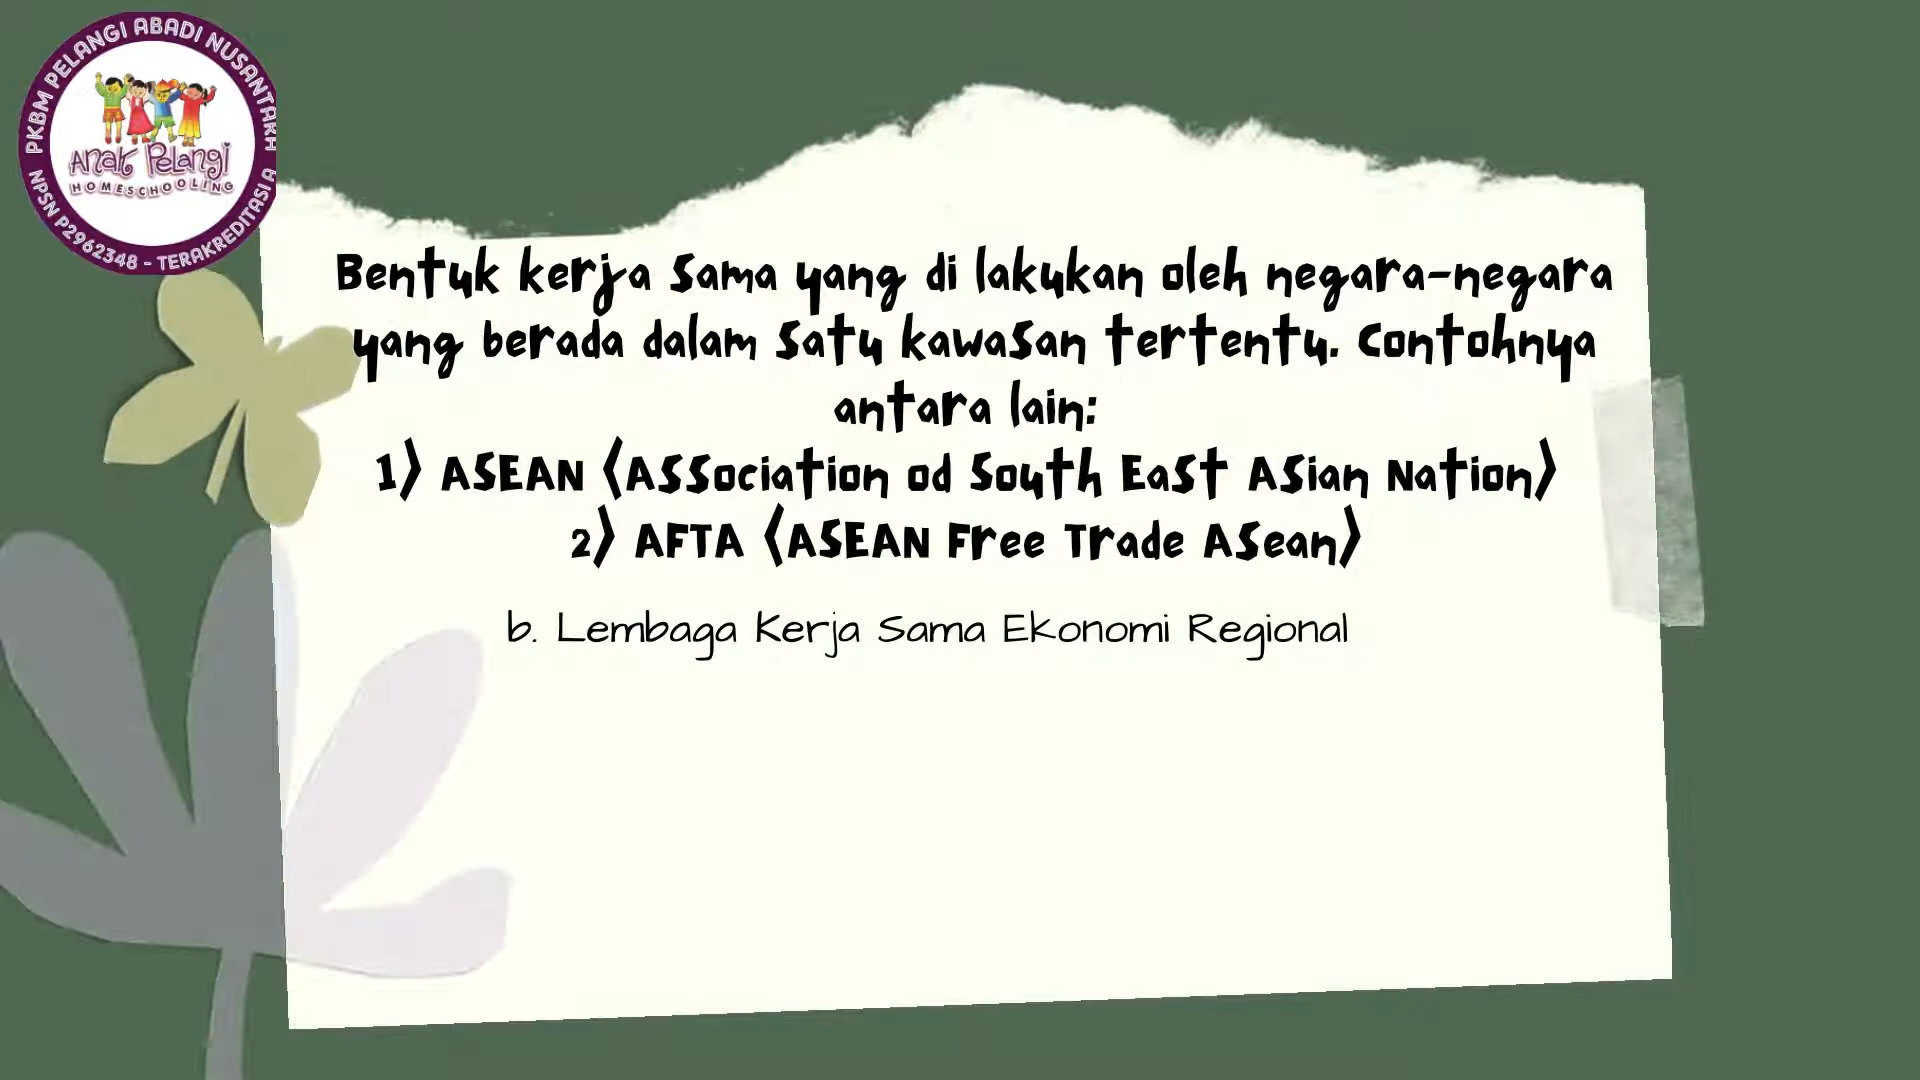 PKBM PELANGI ABADI NUSANTARA
Anak Pelangi
HOMESCHOOLING
NPSN P2962348 - TERAKREDITASI A
Bentuk kerja sama yang di lakukan oleh negara-negara
yang berada dalam satu kawasan tertentu. Contohnya
antara lain:
1) ASEAN (Association od South East Asian Nation)
2) AFTA (ASEAN Free Trade Asean)
b. Lembaga Kerja Sama Ekonomi Regional